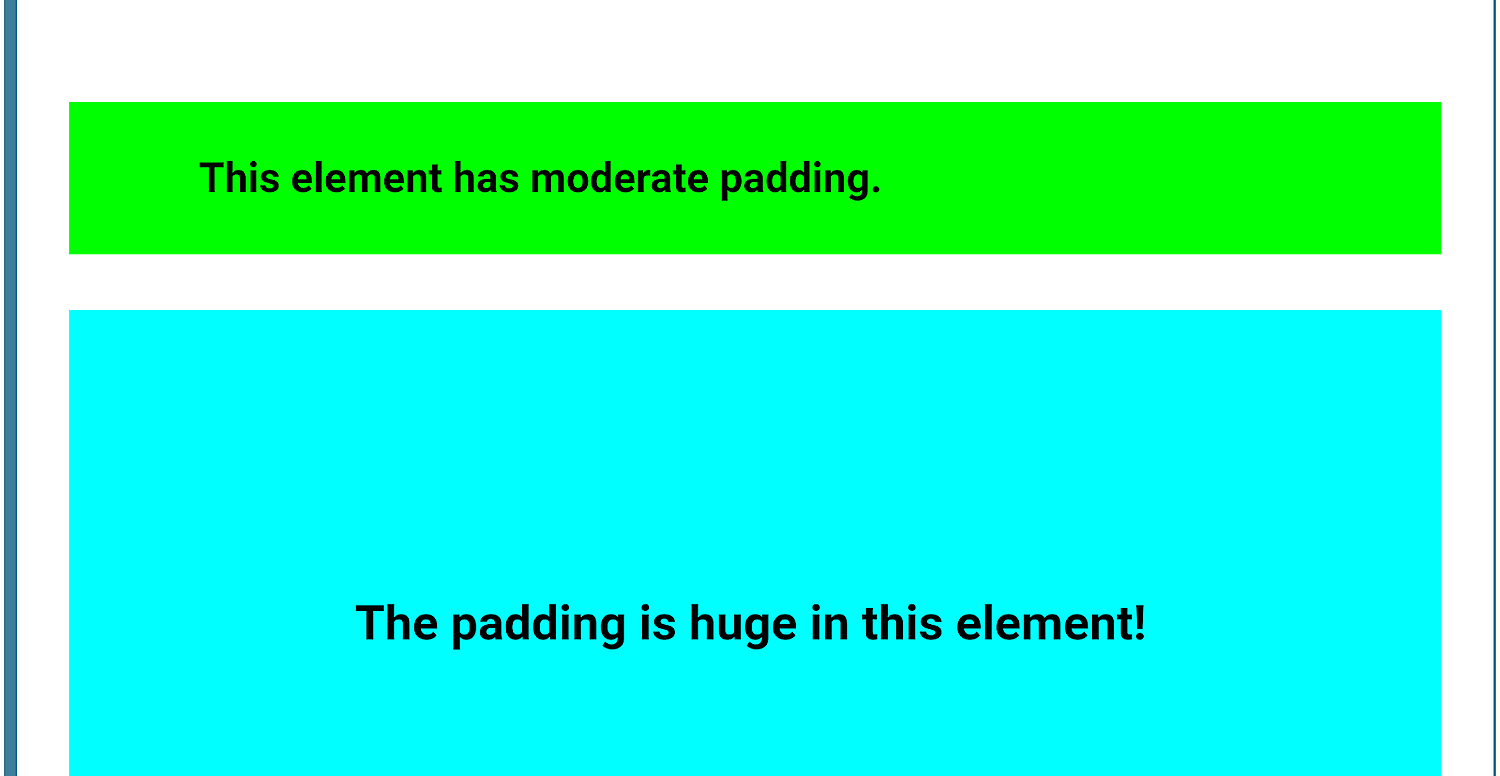 This element has moderate padding.
The padding is huge in this element!